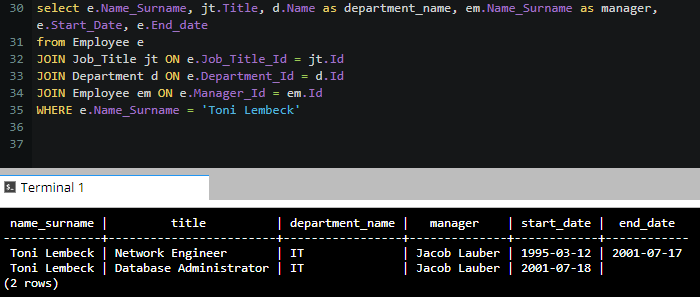 30 select e.Name_Surname, jt.Title, d.Name as department_name, em.Name_Surname as manager,
e.Start_Date, e.End_date
31 from Employee e
32 JOIN Job_Title jt ON e.Job_Title_Id = jt.Id
33 JOIN Department d ON e.Department_Id = d.Id
34 JOIN Employee em ON e.Manager_Id = em.Id
35 WHERE e.Name_Surname = 'Toni Lembeck'
36
37
$_ Terminal 1
name_surname | title | department_name | manager | start_date | end_date
--------------+------------------------+-----------------+--------------+------------+------------
Toni Lembeck | Network Engineer | IT | Jacob Lauber | 1995-03-12 | 2001-07-17
Toni Lembeck | Database Administrator | IT | Jacob Lauber | 2001-07-18 |
(2 rows)